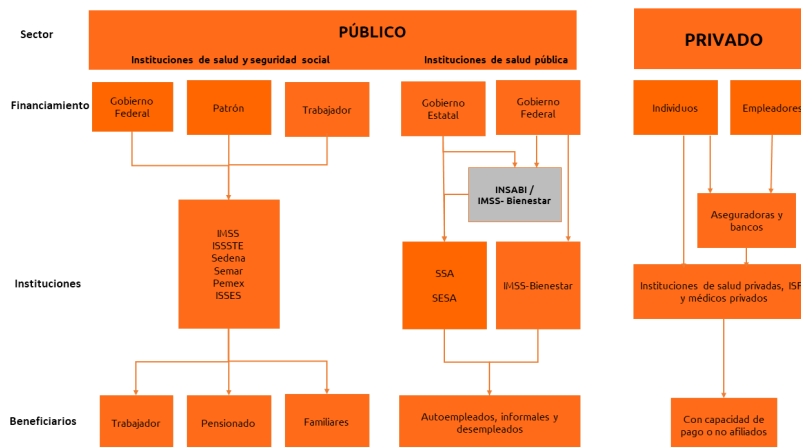 Sector
PÚBLICO
Instituciones de salud y seguridad social
Instituciones de salud pública
PRIVADO
Financiamiento
Gobierno
Federal
Patrón
Trabajador
Gobierno
Estatal
Gobierno
Federal
Individuos
Empleadores
INSABI /
IMSS- Bienestar
Aseguradoras y
bancos
Instituciones
IMSS
ISSSTE
Sedena
Semar
Pemex
ISSES
SSA
SESA
IMSS-Bienestar
Instituciones de salud privadas,
y médicos privados
Beneficiarios
Trabajador
Pensionado
Familiares
Autoempleados, informales y
desempleados
Con capacidad de
pago o no afiliados